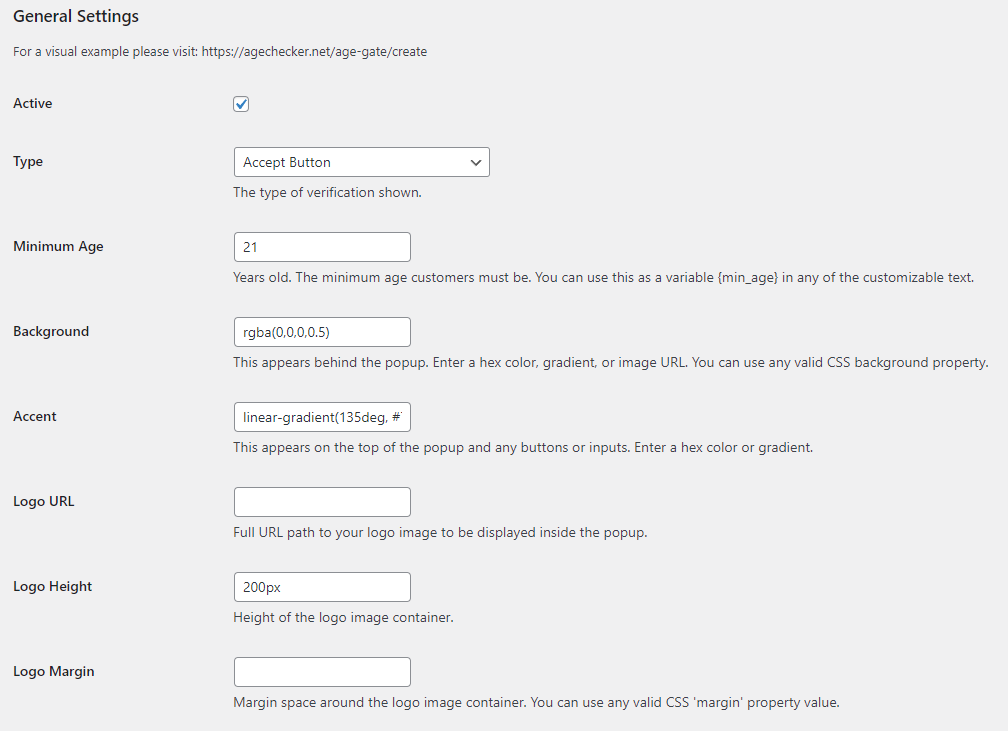 General Settings
For a visual example please visit: https://agechecker.net/age-gate/create
Active
Type
Accept Button
The type of verification shown.
Minimum Age
21
Years old. The minimum age customers must be. You can use this as a variable {min_age} in any of the customizable text.
Background
rgba(0,0,0,0.5)
This appears behind the popup. Enter a hex color, gradient, or image URL. You can use any valid CSS background property.
Accent
linear-gradient(135deg, #
This appears on the top of the popup and any buttons or inputs. Enter a hex color or gradient.
Logo URL
Full URL path to your logo image to be displayed inside the popup.
Logo Height
200px
Height of the logo image container.
Logo Margin
Margin space around the logo image container. You can use any valid CSS 'margin' property value.